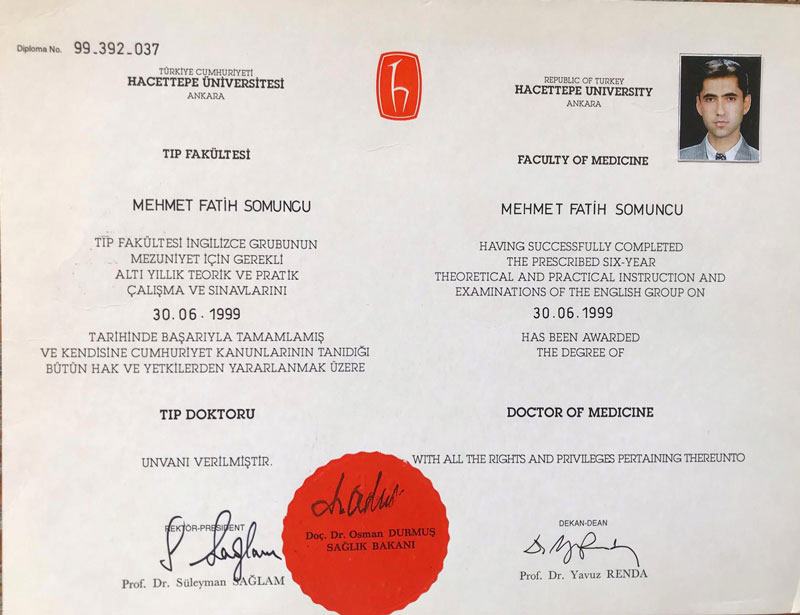 Diploma No. 99.392.037
TÜRKİYE CUMHURİYETİ
HACETTEPE ÜNİVERSİTESİ
ANKARA
TIP FAKÜLTESİ
MEHMET FATİH SOMUNCU
TIP FAKÜLTESİ İNGİLİZCE GRUBUNUN
MEZUNİYET İÇİN GEREKLİ
ALTI YILLIK TEORİK VE PRATİK
ÇALIŞMA VE SINAVLARINI
30.06.1999
TARİHİNDE BAŞARIYLA TAMAMLAMIŞ
VE KENDİSİNE CUMHURİYET KANUNLARININ TANIDIĞI
BÜTÜN HAK VE YETKİLERDEN YARARLANMAK ÜZERE
TIP DOKTORU
UNVANI VERİLMİŞTİR.
REKTÖR-PRESIDENT
S Sağlam
Prof. Dr. Süleyman SAĞLAM
REPUBLIC OF TURKEY
HACETTEPE UNIVERSITY
ANKARA
FACULTY OF MEDICINE
MEHMET FATİH SOMUNCU
HAVING SUCCESSFULLY COMPLETED
THE PRESCRIBED SIX-YEAR
THEORETICAL AND PRACTICAL INSTRUCTION AND
EXAMINATIONS OF THE ENGLISH GROUP ON
30.06.1999
HAS BEEN AWARDED
THE DEGREE OF
DOCTOR OF MEDICINE
WITH ALL THE RIGHTS AND PRIVILEGES PERTAINING THEREUNTO
Doç. Dr. Osman DURMUŞ
SAĞLIK BAKANI
DEKAN-DEAN
Prof. Dr. Yavuz RENDA